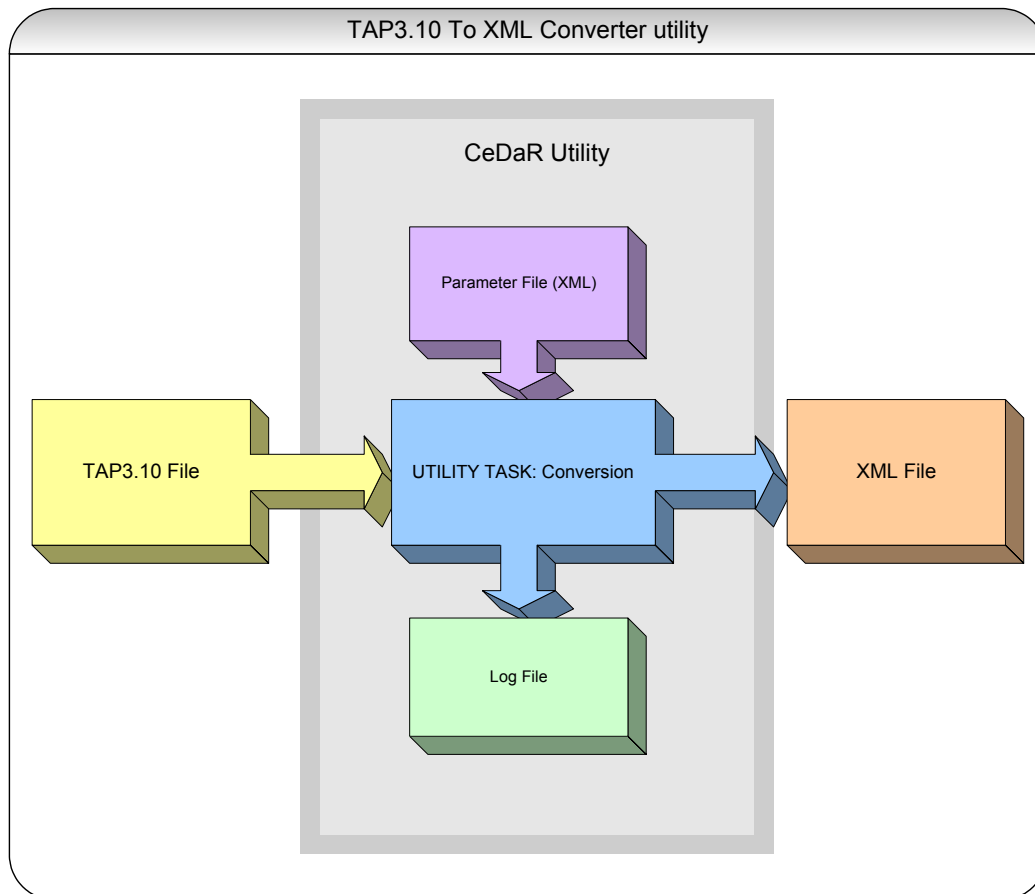 TAP3.10 To XML Converter utility
CeDaR Utility
Parameter File (XML)
TAP3.10 File
UTILITY TASK: Conversion
XML File
Log File